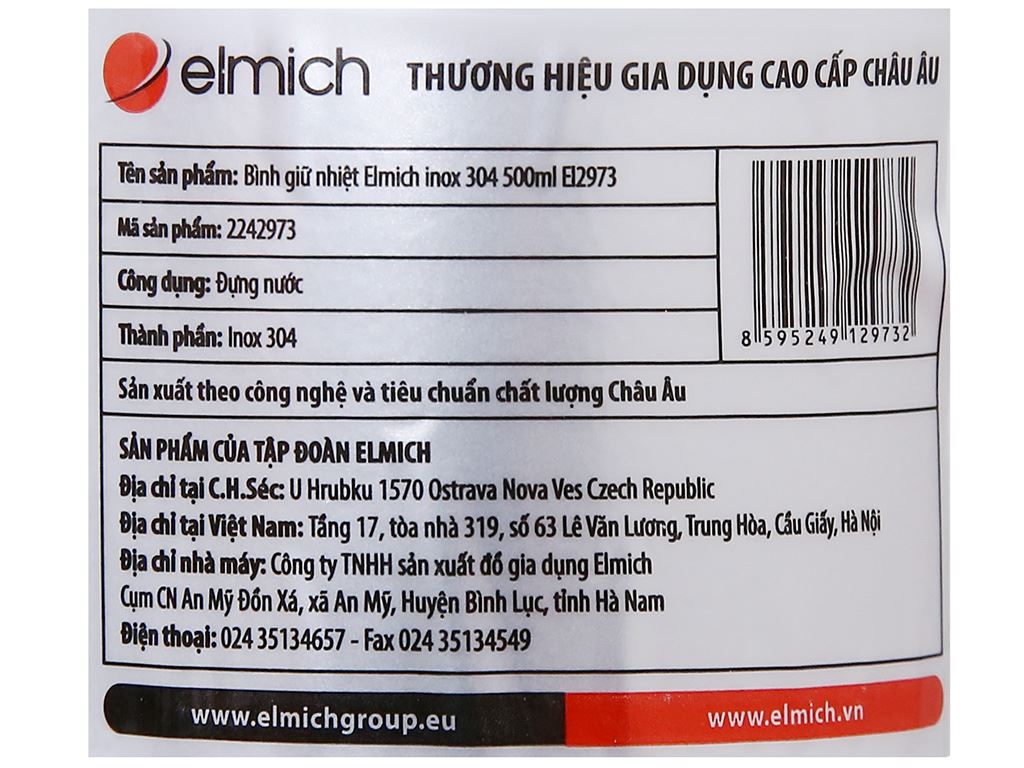 elmich THƯƠNG HIỆU GIA DỤNG CAO CẤP CHÂU ÂU
Tên sản phẩm: Bình giữ nhiệt Elmich inox 304 500ml El2973
Mã sản phẩm: 2242973
Công dụng: Đựng nước
Thành phần: Inox 304
8 595249 129732
Sản xuất theo công nghệ và tiêu chuẩn chất lượng Châu Âu
SẢN PHẨM CỦA TẬP ĐOÀN ELMICH
Địa chỉ tại C.H.Séc: U Hrubku 1570 Ostrava Nova Ves Czech Republic
Địa chỉ tại Việt Nam: Tầng 17, tòa nhà 319, số 63 Lê Văn Lương, Trung Hòa, Cầu Giấy, Hà Nội
Địa chỉ nhà máy: Công ty TNHH sản xuất đồ gia dụng Elmich
Cụm CN An Mỹ Đồn Xá, xã An Mỹ, Huyện Bình Lục, tỉnh Hà Nam
Điện thoại: 024 35134657 - Fax 024 35134549
www.elmichgroup.eu www.elmich.vn